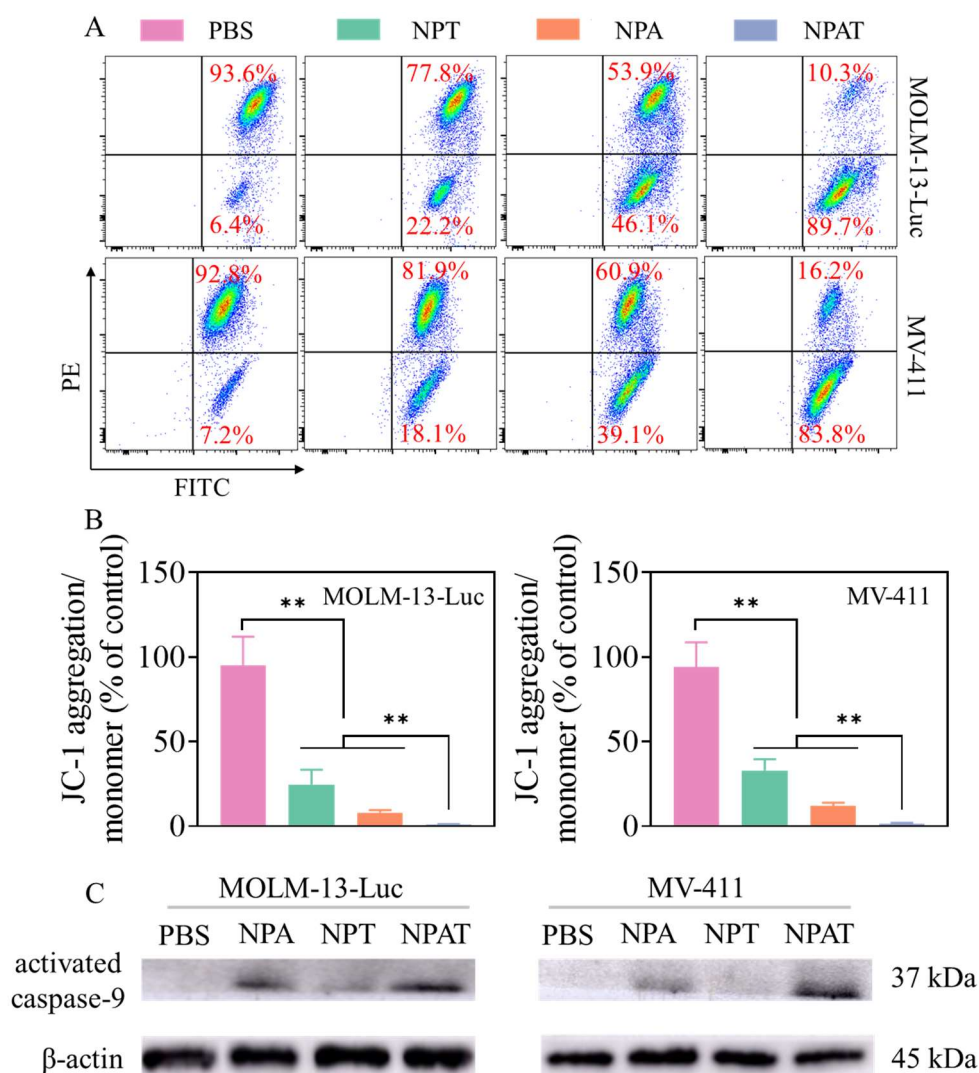 A
PBS NPT NPA NPAT
93.6% 77.8% 53.9% 10.3%
MOLM-13-Luc
6.4% 22.2% 46.1% 89.7%
92.8% 81.9% 60.9% 16.2%
MV-411
PE
7.2% 18.1% 39.1% 83.8%
FITC
B
JC-1 aggregation/
monomer (% of control)
150
100
50
0
MOLM-13-Luc
**
**
JC-1 aggregation/
monomer (% of control)
150
100
50
0
MV-411
**
**
C
MOLM-13-Luc MV-411
PBS NPA NPT NPAT PBS NPA NPT NPAT
activated
caspase-9
37 kDa
β-actin 45 kDa